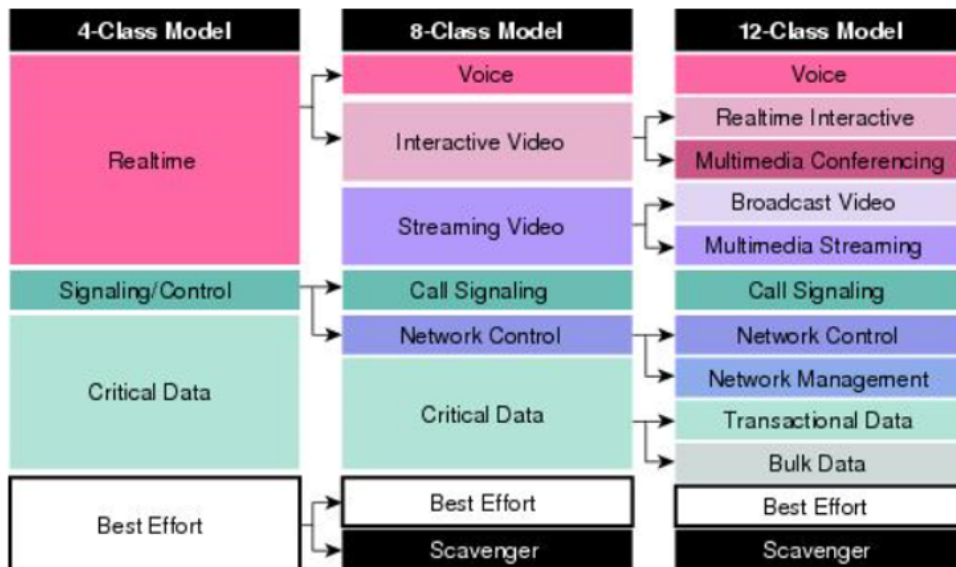 4-Class Model
Realtime
Signaling/Control
Critical Data
Best Effort
8-Class Model
Voice
Interactive Video
Streaming Video
Call Signaling
Network Control
Critical Data
Best Effort
Scavenger
12-Class Model
Voice
Realtime Interactive
Multimedia Conferencing
Broadcast Video
Multimedia Streaming
Call Signaling
Network Control
Network Management
Transactional Data
Bulk Data
Best Effort
Scavenger